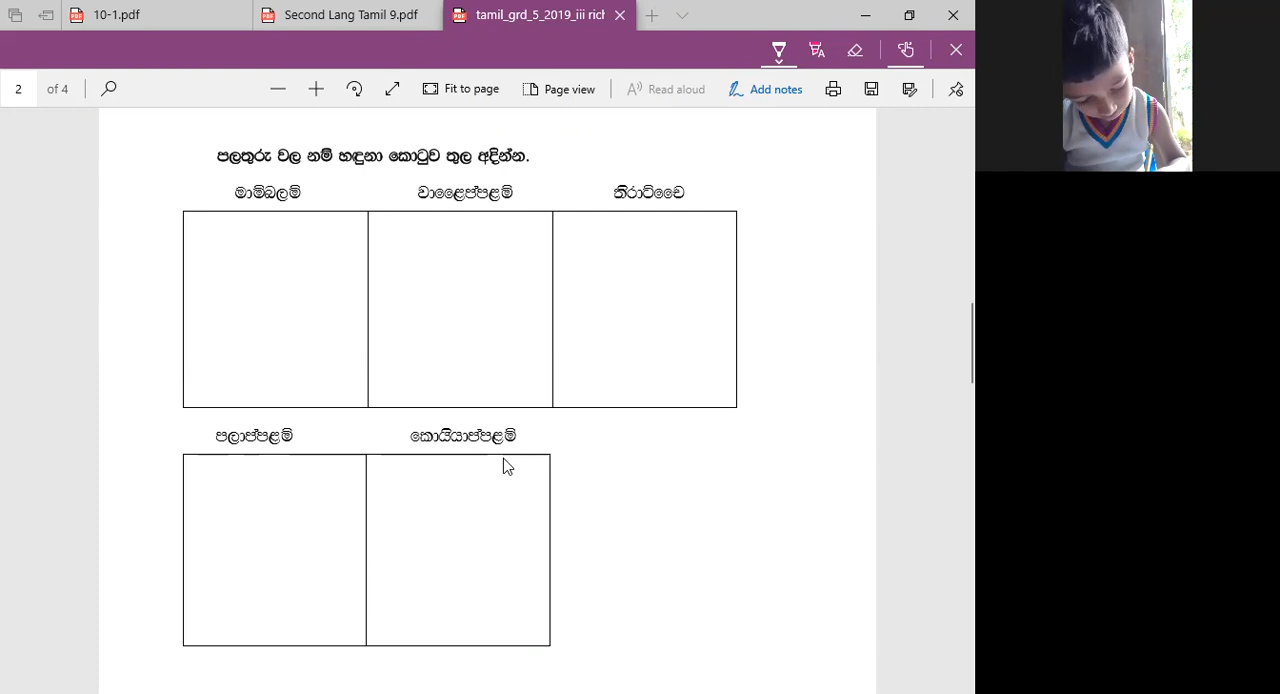 10-1.pdf
Second Lang Tamil 9.pdf
tamil_grd_5_2019_iii rich
2 of 4
Fit to page
Page view
Read aloud
Add notes
පලතුරු වල නම් හඳුනා කොටුව තුල අදින්න.
මාම්බලම් වාළෛප්පළම් තිරාට්චෛ
පලාප්පළම් කොයියාප්පළම්